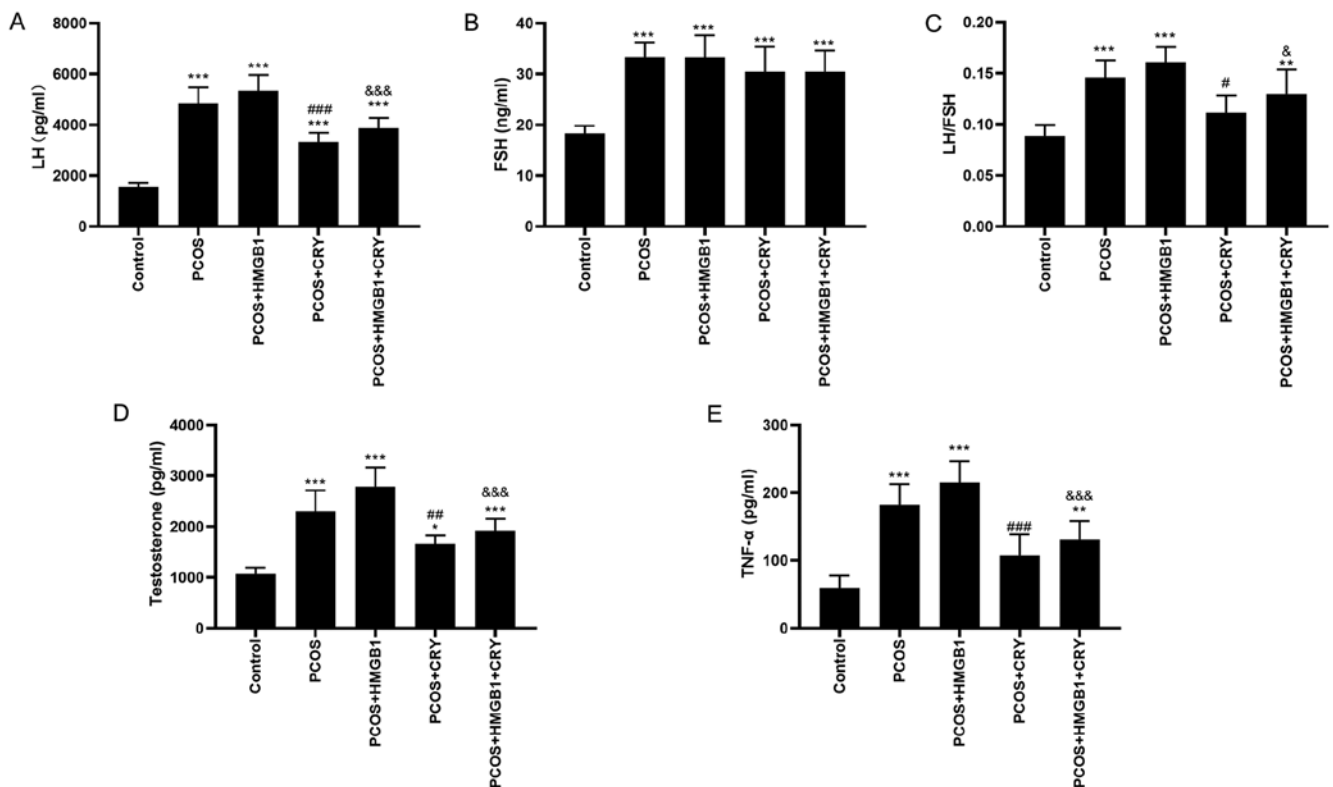 A
LH (pg/ml)
8000
6000
4000
2000
0
***
***
###
***
&&&
***
Control
PCOS
PCOS+HMGB1
PCOS+CRY
PCOS+HMGB1+CRY
B
FSH (ng/ml)
40
30
20
10
0
***
***
***
***
Control
PCOS
PCOS+HMGB1
PCOS+CRY
PCOS+HMGB1+CRY
C
LH/FSH
0.20
0.15
0.10
0.05
0.00
***
***
#
&
**
Control
PCOS
PCOS+HMGB1
PCOS+CRY
PCOS+HMGB1+CRY
D
Testosterone (pg/ml)
4000
3000
2000
1000
0
***
***
##
*
&&&
***
Control
PCOS
PCOS+HMGB1
PCOS+CRY
PCOS+HMGB1+CRY
E
TNF-α (pg/ml)
300
200
100
0
***
***
###
&&&
**
Control
PCOS
PCOS+HMGB1
PCOS+CRY
PCOS+HMGB1+CRY